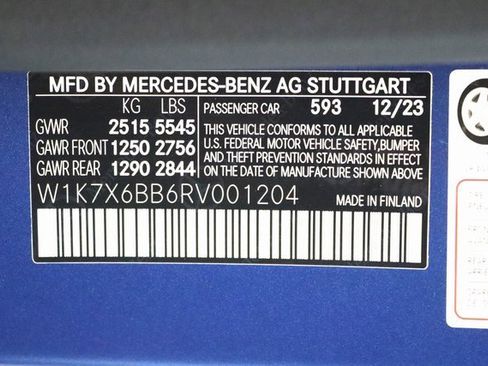 MFD BY MERCEDES-BENZ AG STUTTGART
KG LBS PASSENGER CAR 593 12/23
GVWR 2515 5545
GAWR FRONT 1250 2756
GAWR REAR 1290 2844
THIS VEHICLE CONFORMS TO ALL APPLICABLE
U.S. FEDERAL MOTOR VEHICLE SAFETY,BUMPER
AND THEFT PREVENTION STANDARDS IN EFFECT
ON THE DATE OF MANUFACTURE SHOWN ABOVE.
W1K7X6BB6RV001204 MADE IN FINLAND